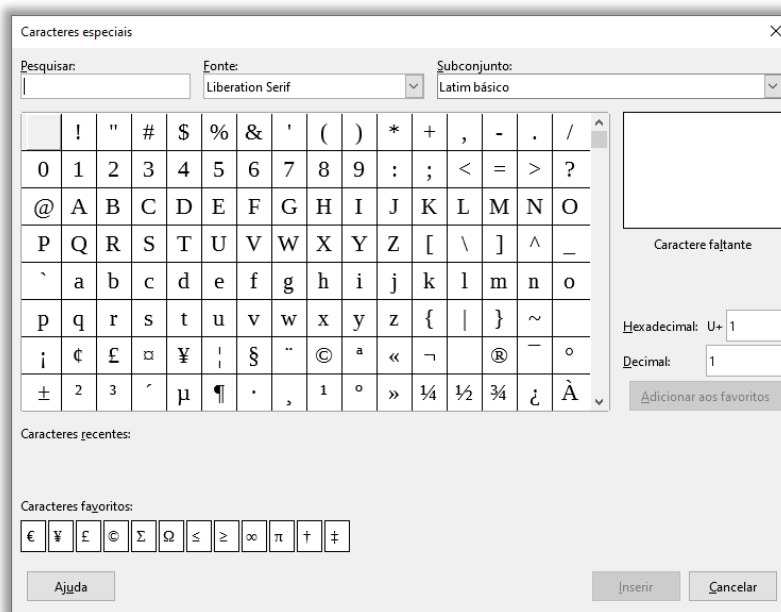 Caracteres especiais
Pesquisar: Fonte: Subconjunto:
Liberation Serif Latim básico
! " # $ % & ' ( ) * + , - . /
0 1 2 3 4 5 6 7 8 9 : ; < = > ?
@ A B C D E F G H I J K L M N O
P Q R S T U V W X Y Z [ \ ] ^ _
` a b c d e f g h i j k l m n o
p q r s t u v w x y z { | } ~
¡ ¢ £ ¤ ¥ ¦ § ¨ © ª « ¬ ® ¯ °
± ² ³ ´ µ ¶ · ¸ ¹ º » ¼ ½ ¾ ¿ À
Caractere faltante
Hexadecimal: U+ 1
Decimal: 1
Adicionar aos favoritos
Caracteres recentes:
Caracteres favoritos:
€ ¥ £ © Σ Ω ≤ ≥ ∞ π † ‡
Ajuda Inserir Cancelar